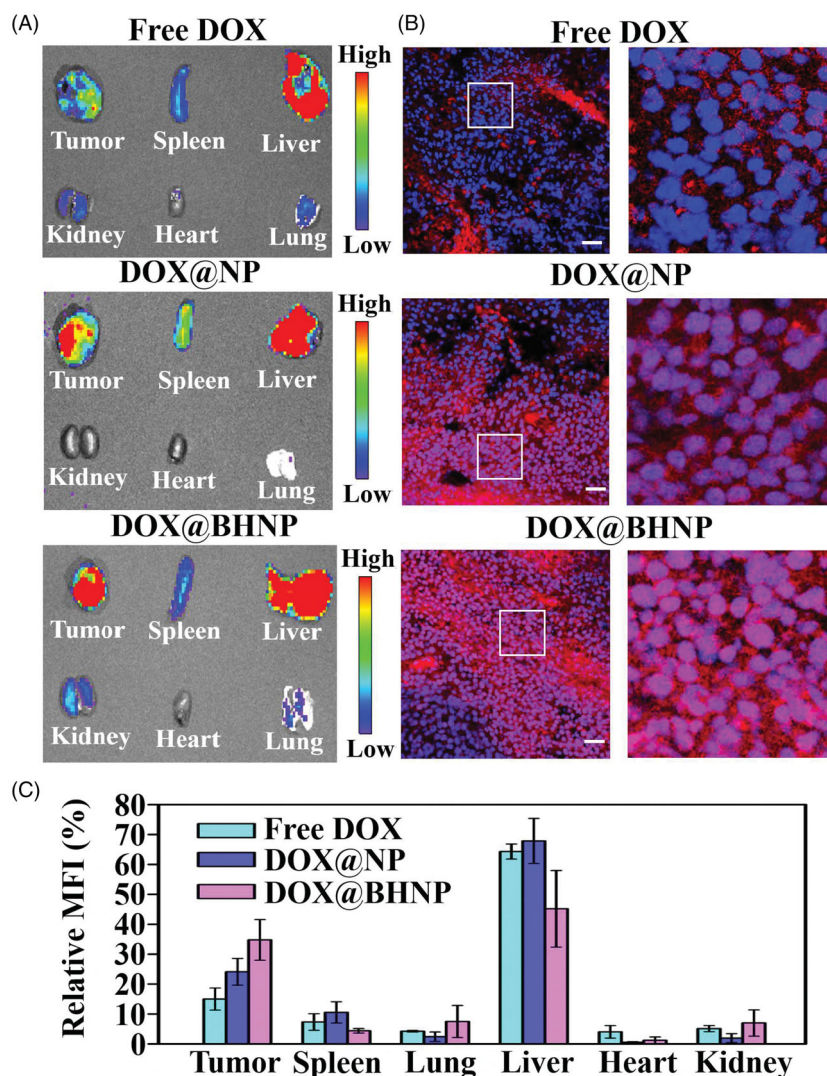 (A)
Free DOX
High
Tumor Spleen Liver
Kidney Heart Lung
Low
DOX@NP
High
Tumor Spleen Liver
Kidney Heart Lung
Low
DOX@BHNP
High
Tumor Spleen Liver
Kidney Heart Lung
Low
(B)
Free DOX
DOX@NP
DOX@BHNP
(C)
Relative MFI (%)
80
70
60
50
40
30
20
10
0
Free DOX
DOX@NP
DOX@BHNP
Tumor Spleen Lung Liver Heart Kidney